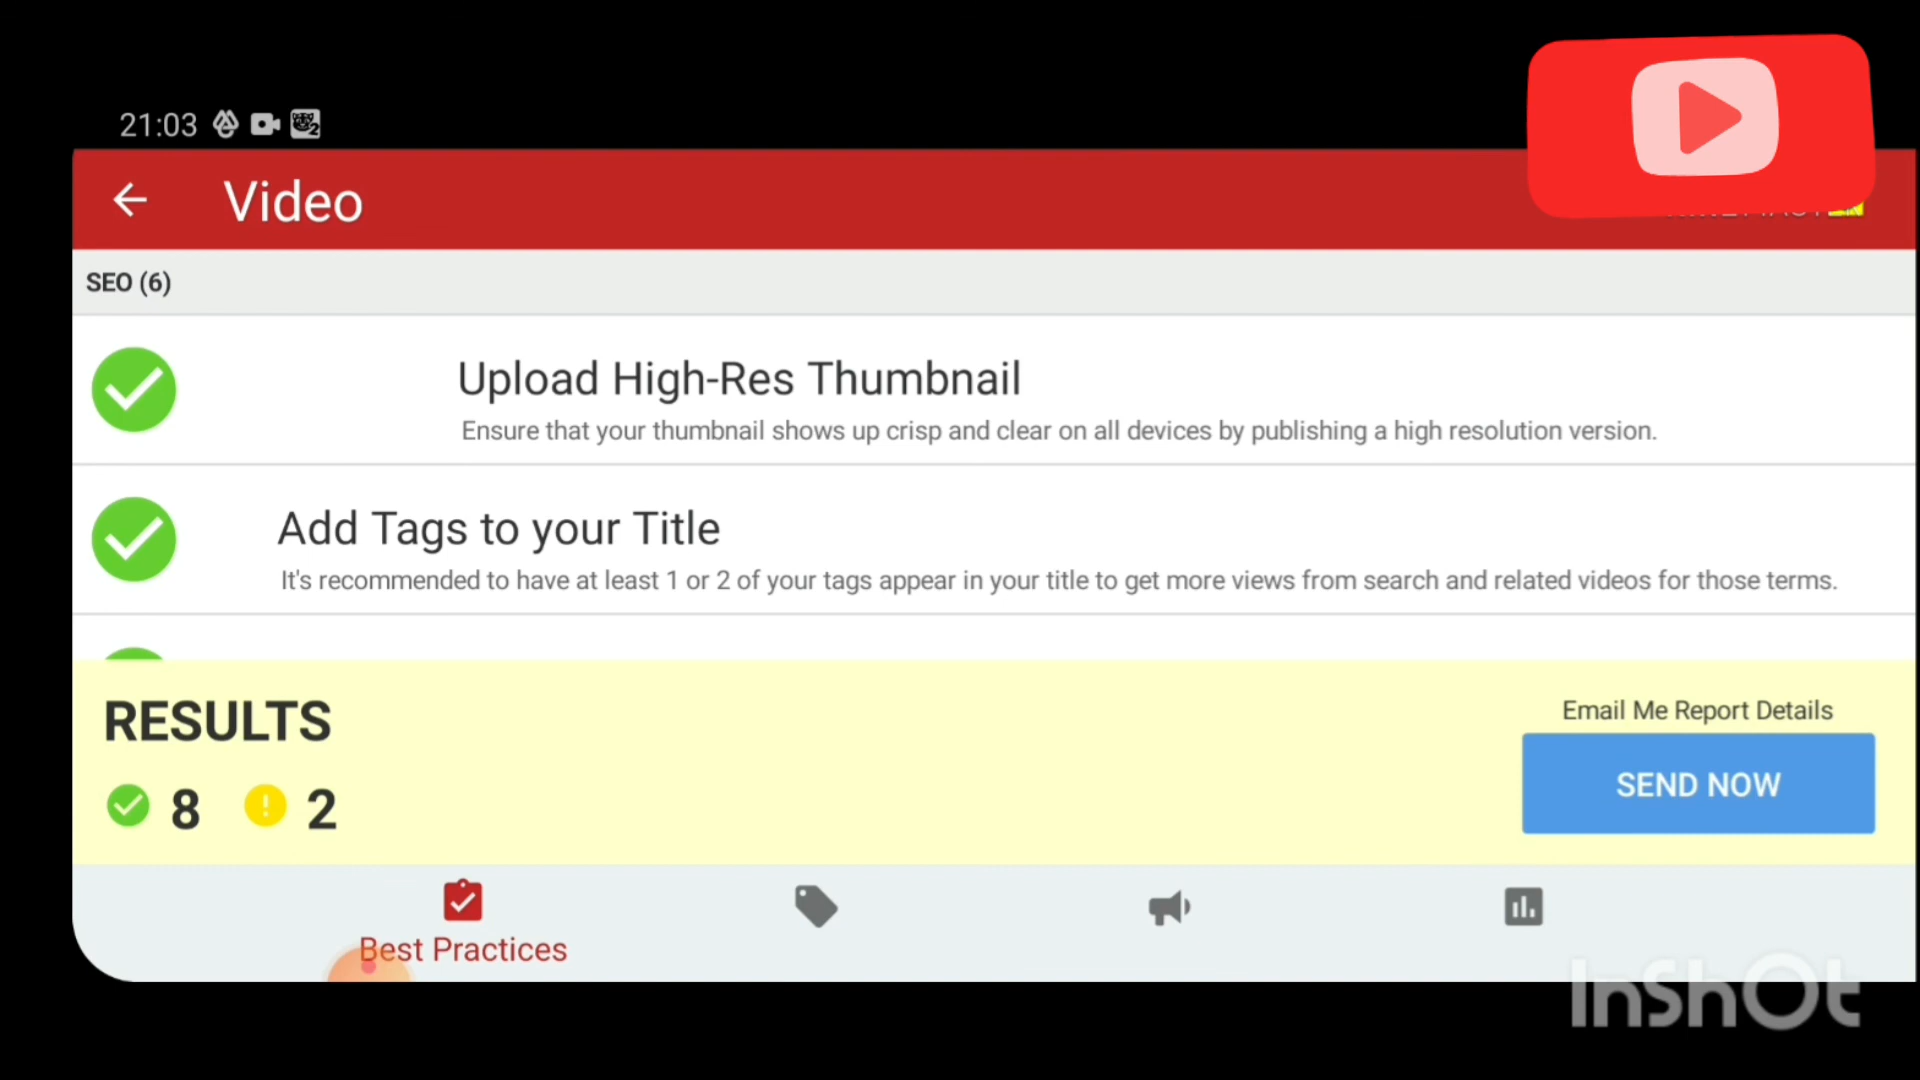 21:03
Video
SEO (6)
Upload High-Res Thumbnail
Ensure that your thumbnail shows up crisp and clear on all devices by publishing a high resolution version.
Add Tags to your Title
It's recommended to have at least 1 or 2 of your tags appear in your title to get more views from search and related videos for those terms.
RESULTS
8 2
Email Me Report Details
SEND NOW
Best Practices
InShOt